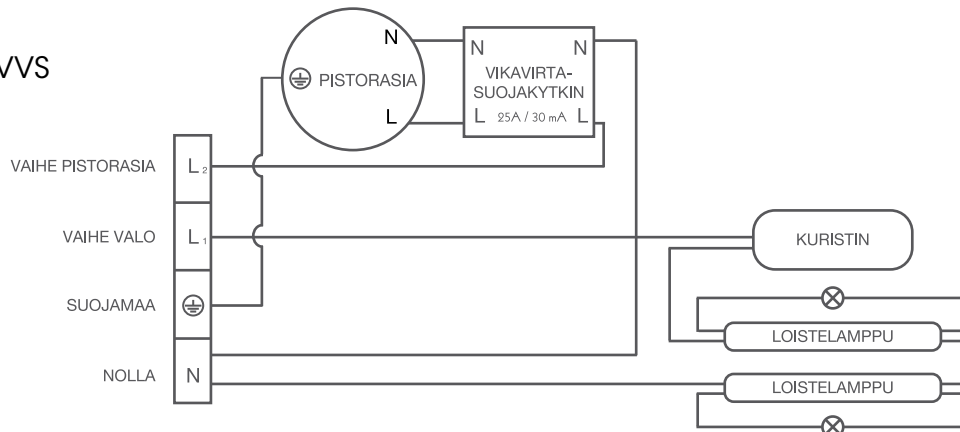 VVS
N
PISTORASIA
L
N N
VIKAVIRTA-
SUOJAKYTKIN
L 25A / 30 mA L
VAIHE PISTORASIA L2
VAIHE VALO L1
KURISTIN
SUOJAMAA
LOISTELAMPPU
NOLLA N
LOISTELAMPPU